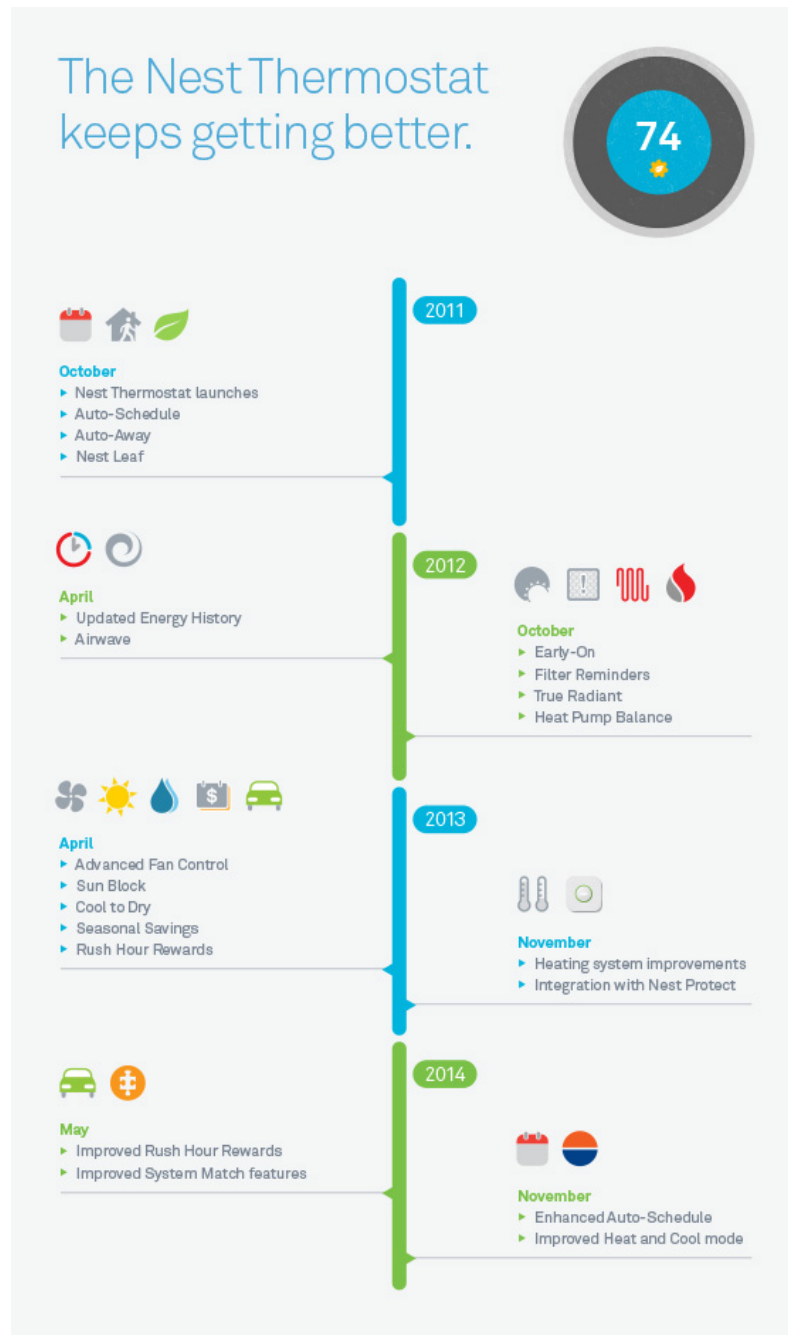 The Nest Thermostat
keeps getting better.
74
2011
October
Nest Thermostat launches
Auto-Schedule
Auto-Away
Nest Leaf
2012
April
Updated Energy History
Airwave
October
Early-On
Filter Reminders
True Radiant
Heat Pump Balance
2013
$
April
Advanced Fan Control
Sun Block
Cool to Dry
Seasonal Savings
Rush Hour Rewards
!
November
Heating system improvements
Integration with Nest Protect
2014
May
Improved Rush Hour Rewards
Improved System Match features
November
Enhanced Auto-Schedule
Improved Heat and Cool mode